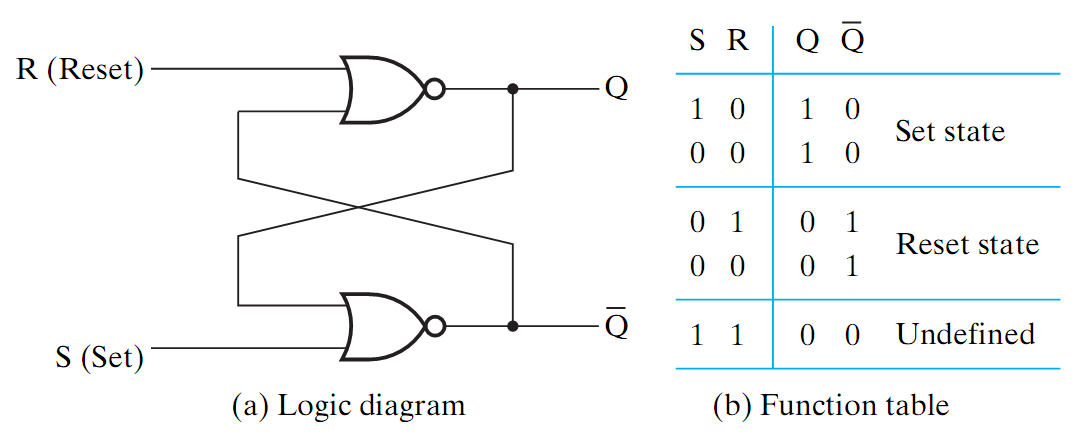 R (Reset)
Q
S (Set)
Q̅
(a) Logic diagram
S R Q Q̅
1 0 1 0
Set state
0 0 1 0
0 1 0 1
Reset state
0 0 0 1
1 1 0 0 Undefined
(b) Function table